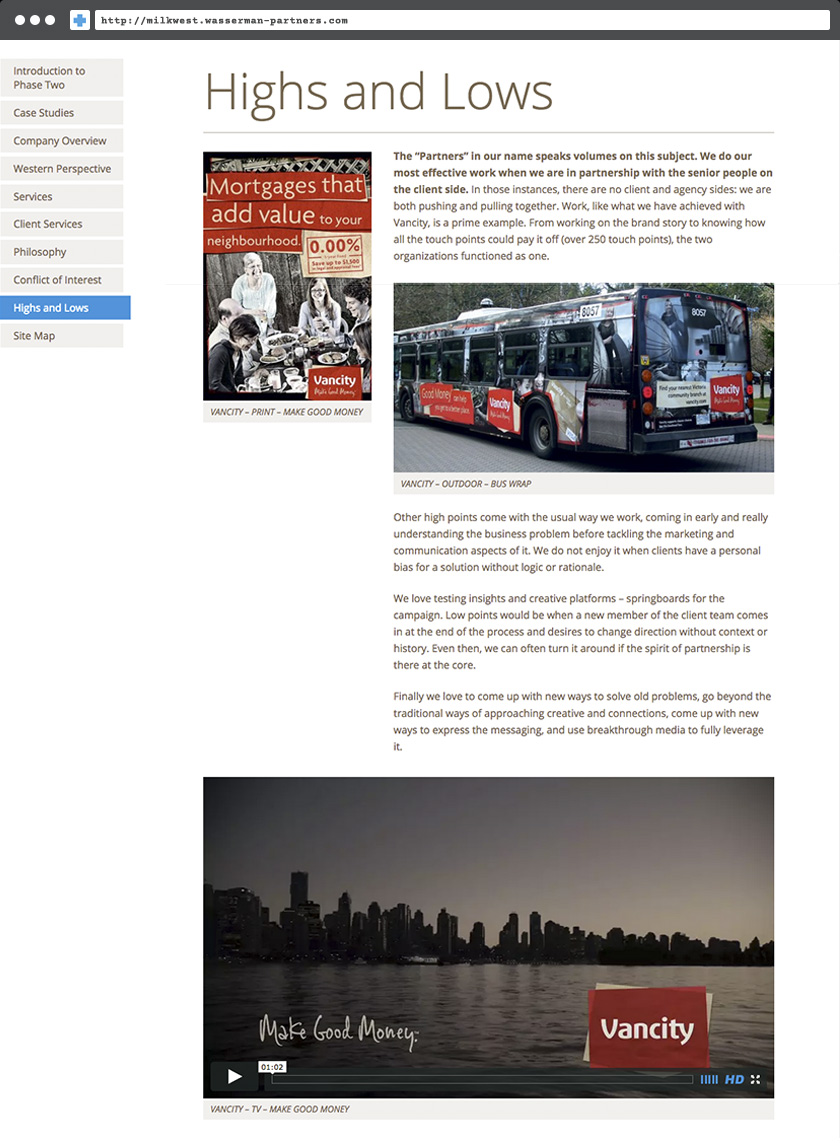 http://milkwest.wasserman-partners.com
Introduction to
Phase Two
Case Studies
Company Overview
Western Perspective
Services
Client Services
Philosophy
Conflict of Interest
Highs and Lows
Site Map
Highs and Lows
Mortgages that
add value to your
neighbourhood.
0.00%
Save up to $1,500
Vancity
Make Good Money.
VANCITY – PRINT – MAKE GOOD MONEY
The “Partners” in our name speaks volumes on this subject. We do our
most effective work when we are in partnership with the senior people on
the client side. In those instances, there are no client and agency sides: we are
both pushing and pulling together. Work, like what we have achieved with
Vancity, is a prime example. From working on the brand story to knowing how
all the touch points could pay it off (over 250 touch points), the two
organizations functioned as one.
8057
8057
Good Money can help
you get to a better place.
Vancity
Make Good Money.
Find your nearest Victoria
community branch at
vancity.com
Vancity
Make Good Money.
VANCITY – OUTDOOR – BUS WRAP
Other high points come with the usual way we work, coming in early and really
understanding the business problem before tackling the marketing and
communication aspects of it. We do not enjoy it when clients have a personal
bias for a solution without logic or rationale.
We love testing insights and creative platforms – springboards for the
campaign. Low points would be when a new member of the client team comes
in at the end of the process and desires to change direction without context or
history. Even then, we can often turn it around if the spirit of partnership is
there at the core.
Finally we love to come up with new ways to solve old problems, go beyond the
traditional ways of approaching creative and connections, come up with new
ways to express the messaging, and use breakthrough media to fully leverage
it.
Make Good Money.
Vancity
01:02
HD
VANCITY – TV – MAKE GOOD MONEY